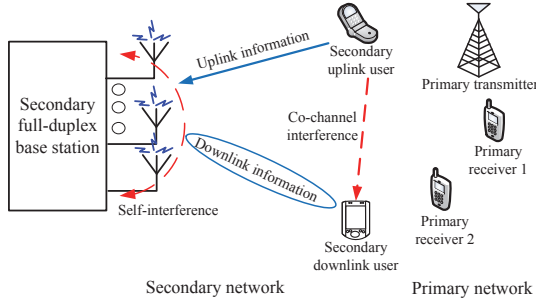 Uplink information
Secondary
uplink user
Primary transmitter
Secondary
full-duplex
base station
Co-channel
interference
Downlink information
Primary
receiver 1
Self-interference
Primary
receiver 2
Secondary
downlink user
Secondary network
Primary network